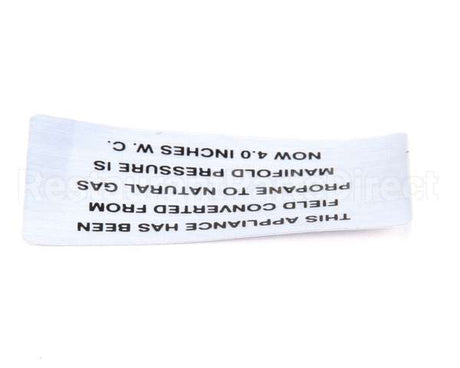 THIS APPLIANCE HAS BEEN
FIELD CONVERTED FROM
PROPANE TO NATURAL GAS
MANIFOLD PRESSURE IS
NOW 4.0 INCHES W. C.